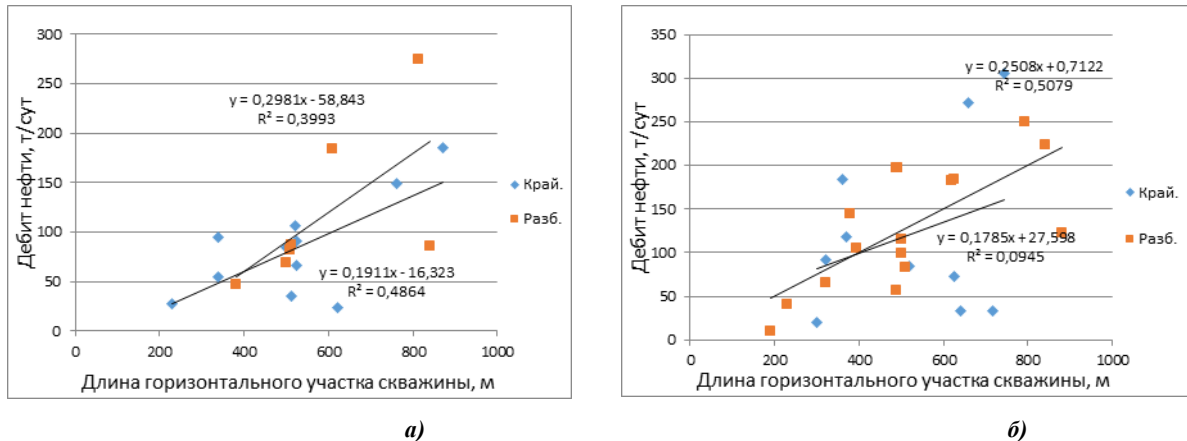 300
250
200
150
100
50
0
0
200
400
600
800
1000
Дебит нефти, т/сут
Длина горизонтального участка скважины, м
y = 0,2981x - 58,843
R² = 0,3993
y = 0,1911x - 16,323
R² = 0,4864
Край.
Разб.
а)
350
300
250
200
150
100
50
0
0
200
400
600
800
1000
Дебит нефти, т/сут
Длина горизонтального участка скважины, м
y = 0,2508x + 0,7122
R² = 0,5079
y = 0,1785x + 27,598
R² = 0,0945
Край.
Разб.
б)